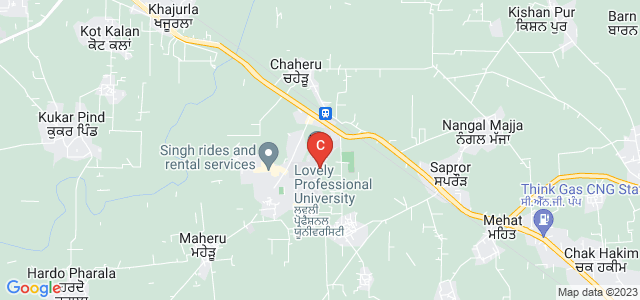 Khajurla
ਖਜੂਰਲਾ
Kot Kalan
ਕੋਟ ਕਲਾਂ
Kishan Pur
ਕਿਸ਼ਨ ਪੁਰ
Barn
ਬਾਰਨ
Chaheru
ਚਹੇੜੂ
Kukar Pind
ਕੁਕਰ ਪਿੰਡ
Nangal Majja
ਨੰਗਲ ਮੱਜਾ
Singh rides and
rental services
C
Lovely
Professional
University
ਲਵਲੀ
ਪ੍ਰੋਫੈਸ਼ਨਲ
ਯੂਨੀਵਰਸਿਟੀ
Sapror
ਸਪਰੌੜ
Think Gas CNG Sta
ਸੀ.ਐੱਨ.ਜੀ. ਪੰਪ
Mehat
ਮਹਿਤ
Maheru
ਮਹੇੜੂ
Chak Hakim
ਚਕ ਹਕੀਮ
Hardo Pharala
ਹਰਦੋ
Google
Map data ©2023